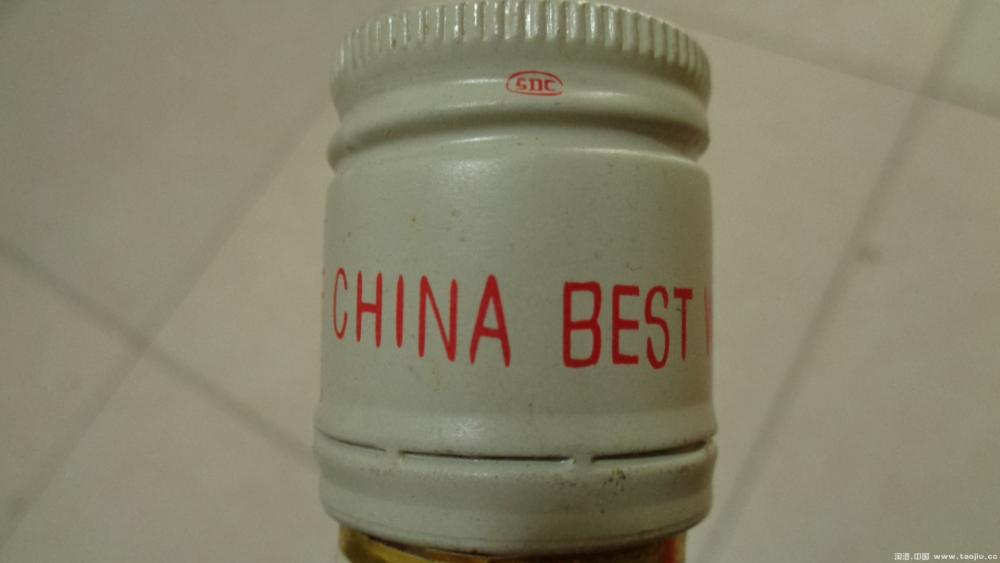 SDC
CHINA BEST
淘酒.中国 www.taojiu.cc